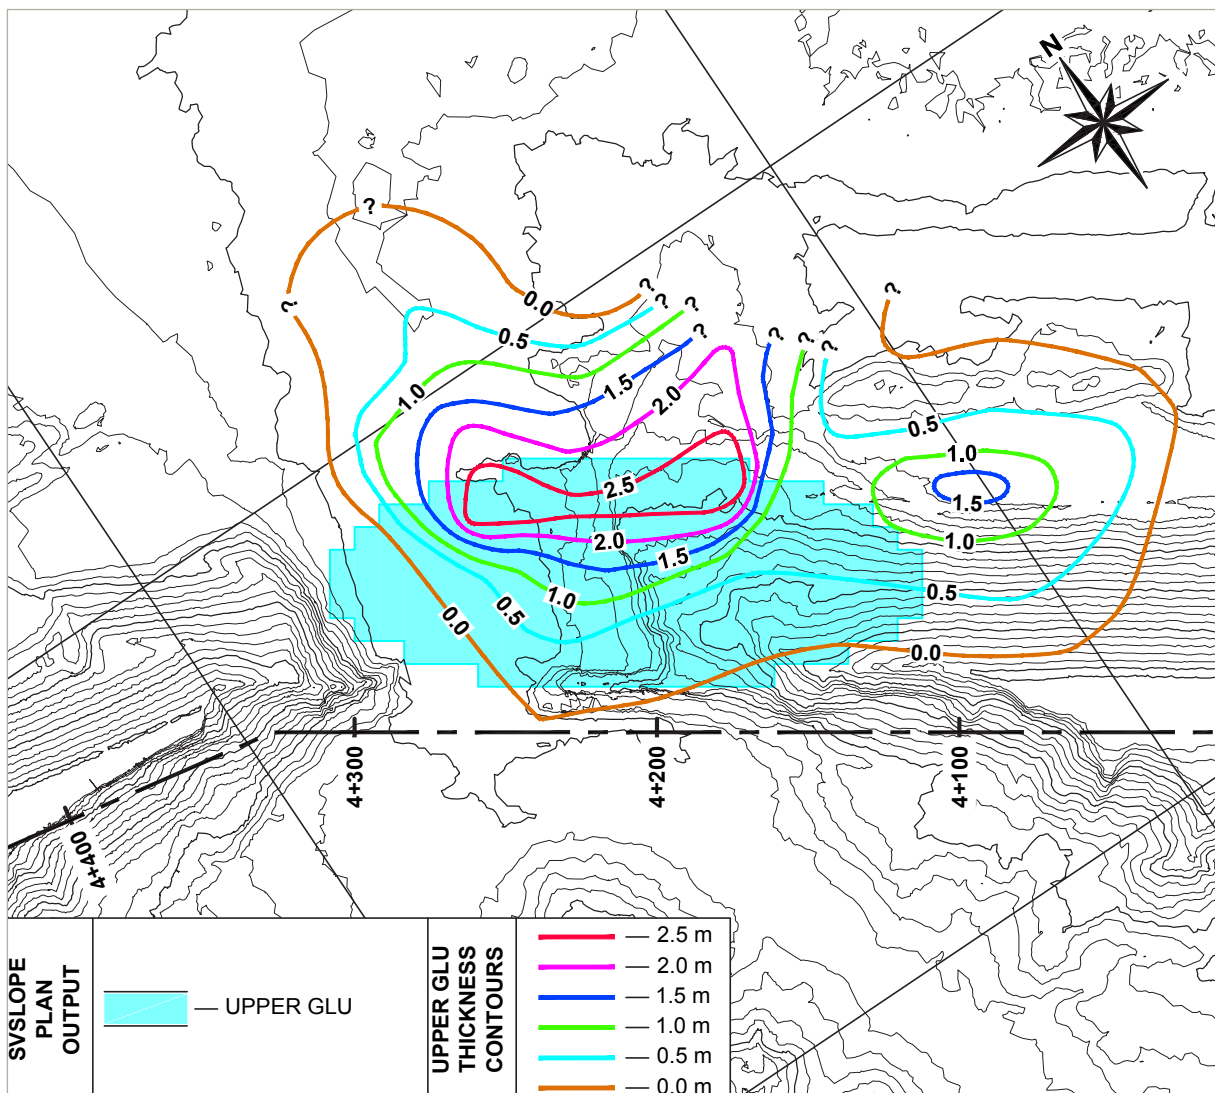 N
?
?
?
?
?
?
?
?
?
?
0.0
0.5
1.0
1.5
2.0
2.5
2.0
1.5
1.0
0.5
0.0
0.5
1.0
1.5
1.0
0.5
0.0
4+300
4+200
4+100
4+400
SVSLOPE
PLAN
OUTPUT
— UPPER GLU
UPPER GLU
THICKNESS
CONTOURS
— 2.5 m
— 2.0 m
— 1.5 m
— 1.0 m
— 0.5 m
— 0.0 m